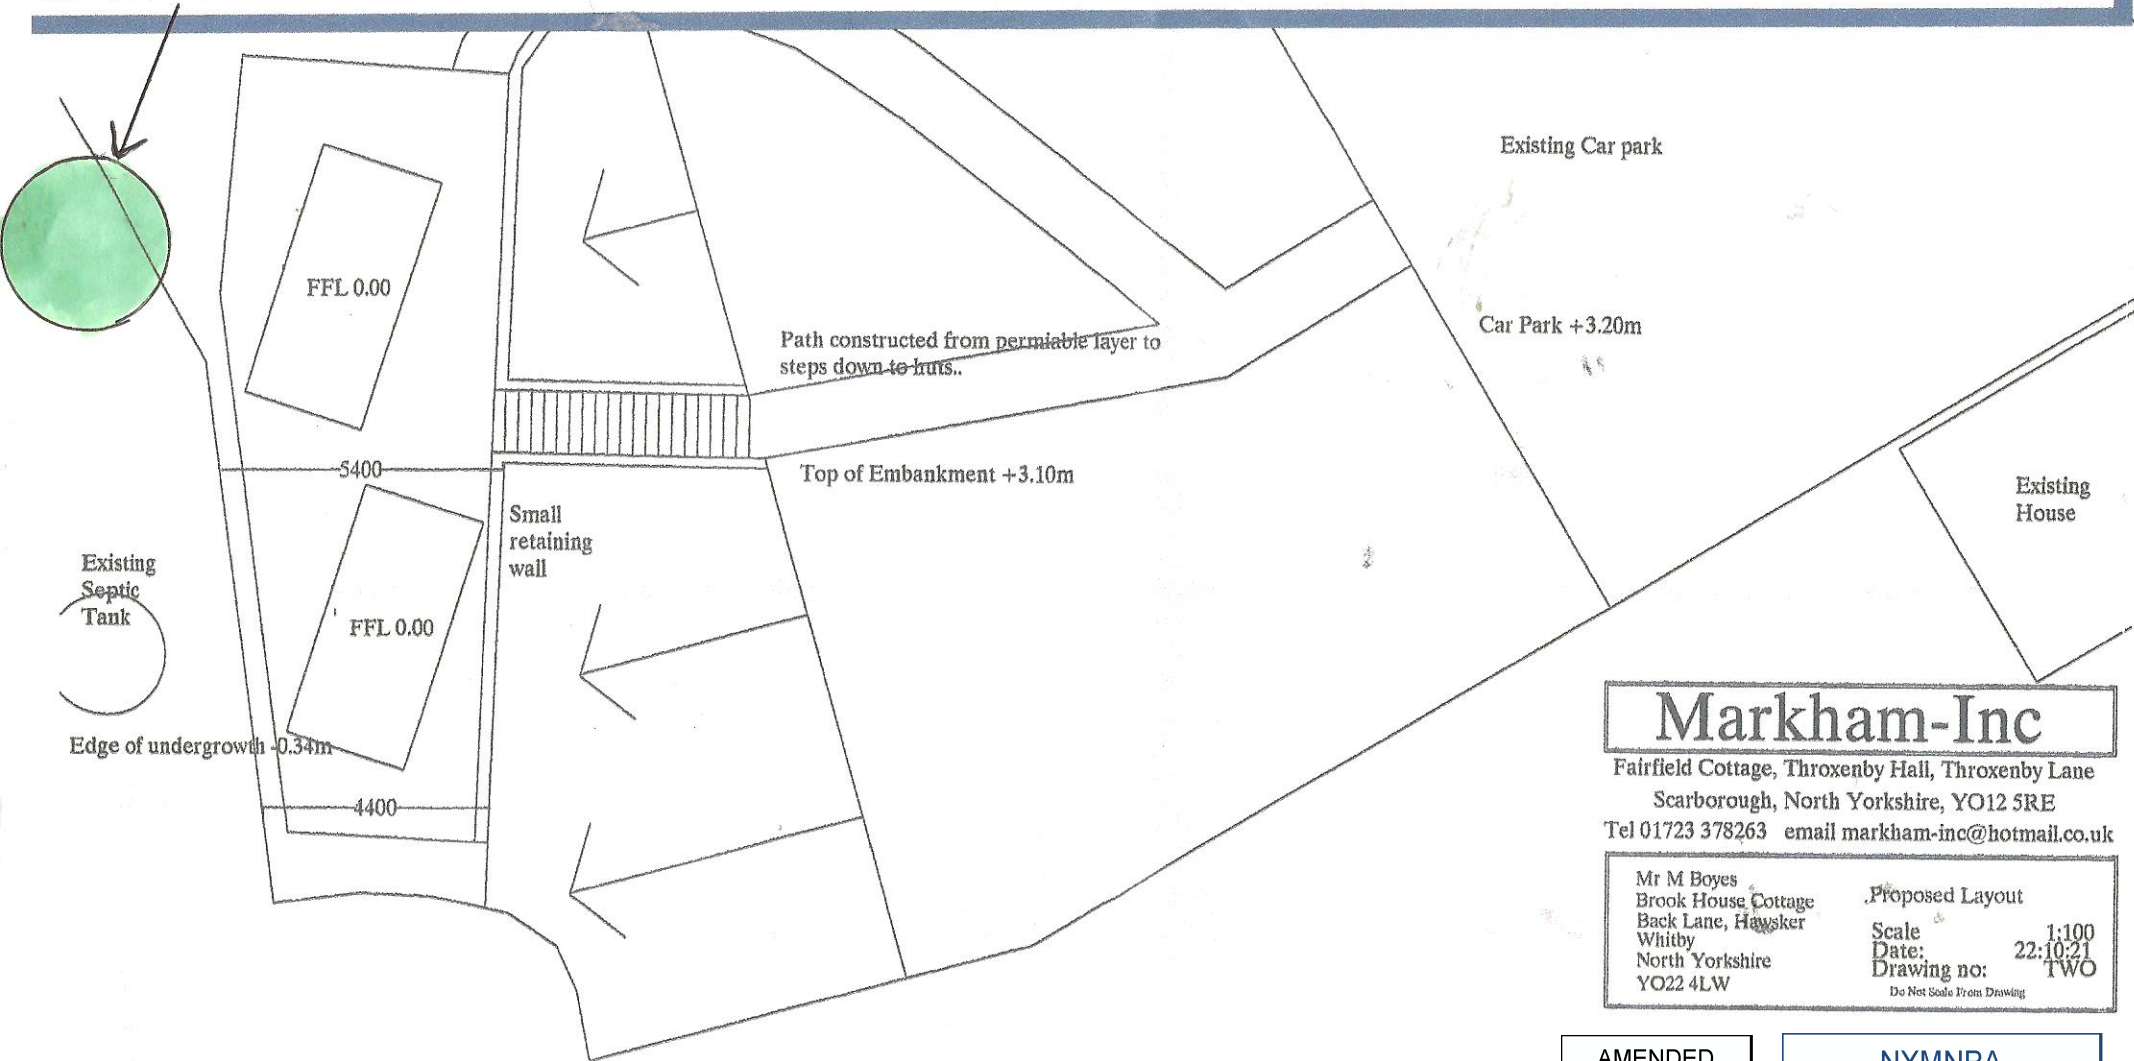 Existing Car park
FFL 0.00
Car Park +3.20m
Path constructed from permiable layer to
steps down to huts..
5400
Top of Embankment +3.10m
Existing
House
Small
retaining
wall
Existing
Septic
Tank
FFL 0.00
Edge of undergrowth -0.34m
4400
Markham-Inc
Fairfield Cottage, Throxenby Hall, Throxenby Lane
Scarborough, North Yorkshire, YO12 5RE
Tel 01723 378263 email markham-inc@hotmail.co.uk
Mr M Boyes
Brook House Cottage
Back Lane, Hawsker
Whitby
North Yorkshire
YO22 4LW
Proposed Layout
Scale 1:100
Date: 22:10:21
Drawing no: TWO
Do Not Scale From Drawing
AMENDED
NYMNPA